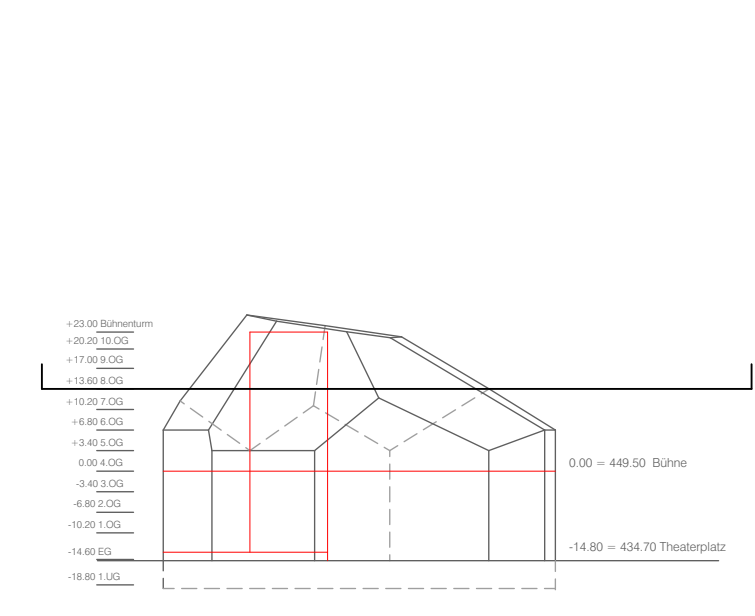 +23.00 Bühnenturm
+20.20 10.OG
+17.00 9.OG
+13.60 8.OG
+10.20 7.OG
+6.80 6.OG
+3.40 5.OG
0.00 4.OG
0.00 = 449.50 Bühne
-3.40 3.OG
-6.80 2.OG
-10.20 1.OG
-14.60 EG
-14.80 = 434.70 Theaterplatz
-18.80 1.UG